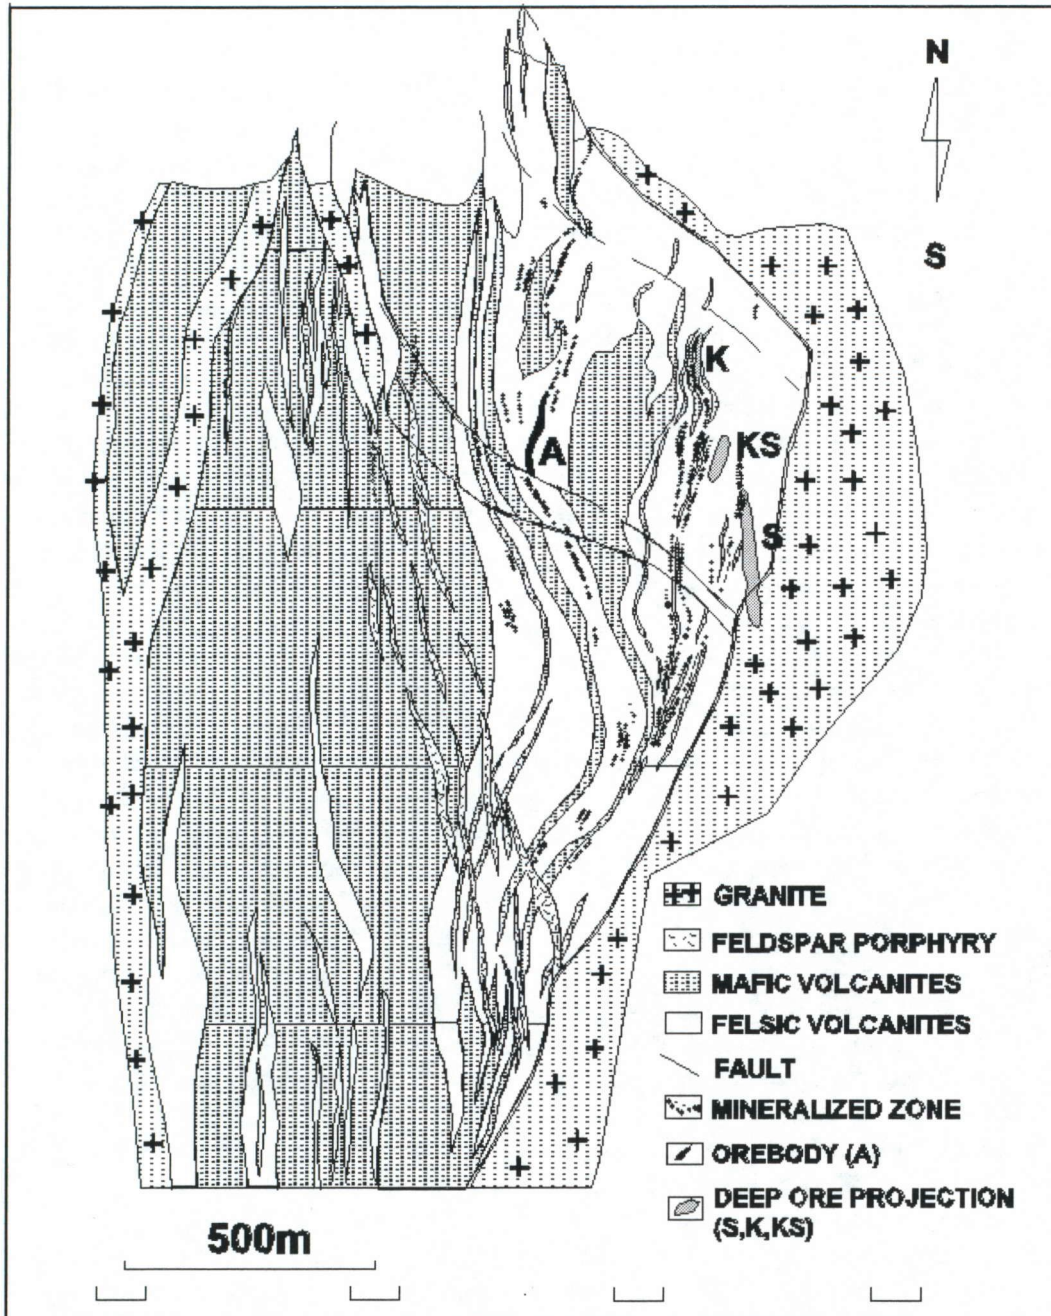 N
S
K
KS
A
S
GRANITE
FELDSPAR PORPHYRY
MAFIC VOLCANITES
FELSIC VOLCANITES
FAULT
MINERALIZED ZONE
OREBODY (A)
DEEP ORE PROJECTION
(S,K,KS)
500m